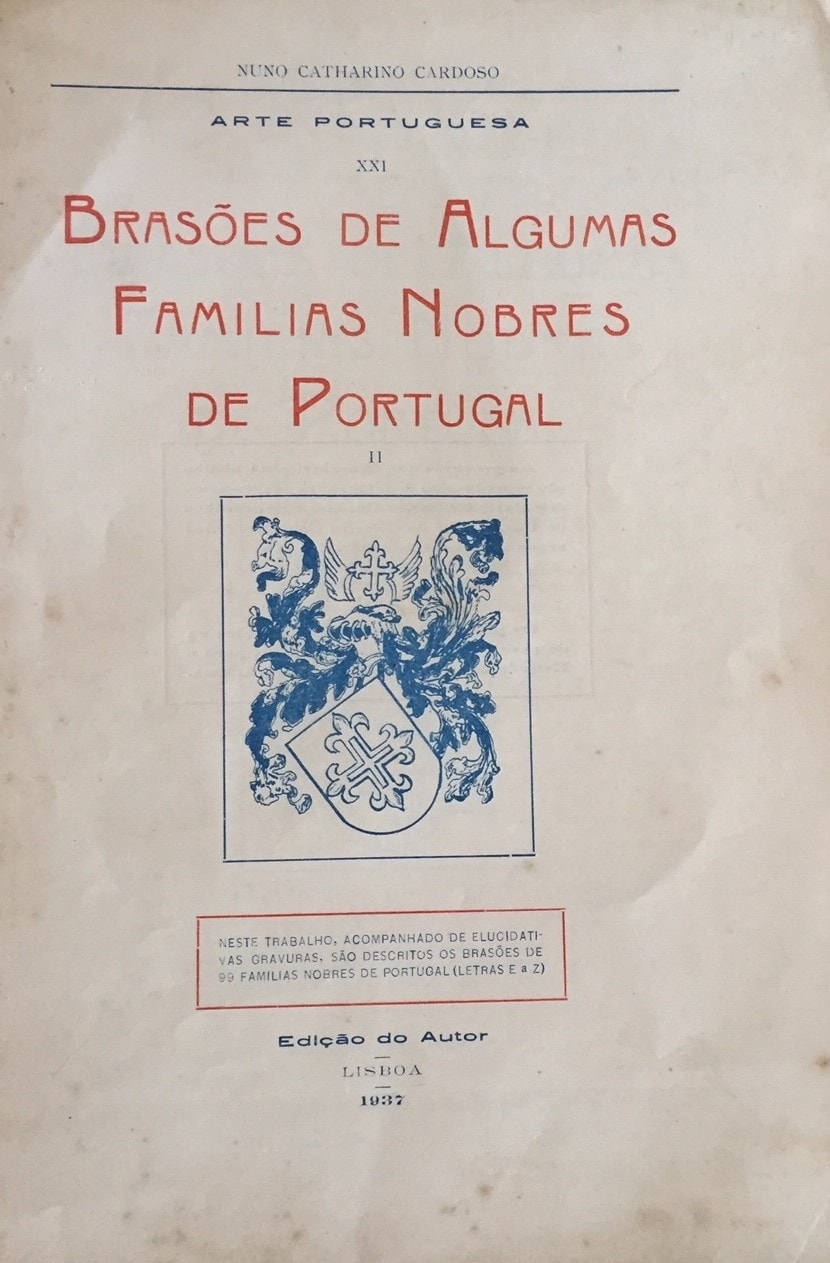 NUNO CATHARINO CARDOSO
ARTE PORTUGUESA
XXI
BRASÕES DE ALGUMAS
FAMILIAS NOBRES
DE PORTUGAL
II
NESTE TRABALHO, ACOMPANHADO DE ELUCIDATI-
VAS GRAVURAS, SÃO DESCRITOS OS BRASÕES DE
99 FAMILIAS NOBRES DE PORTUGAL (LETRAS E a Z)
Edição do Autor
LISBOA
1937